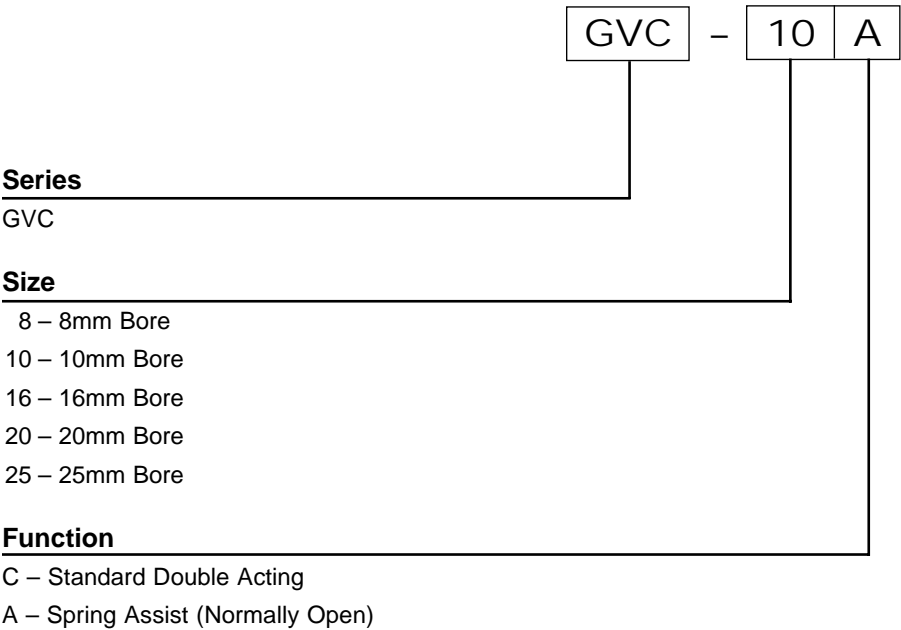 GVC – 10 A
Series
GVC
Size
8 – 8mm Bore
10 – 10mm Bore
16 – 16mm Bore
20 – 20mm Bore
25 – 25mm Bore
Function
C – Standard Double Acting
A – Spring Assist (Normally Open)